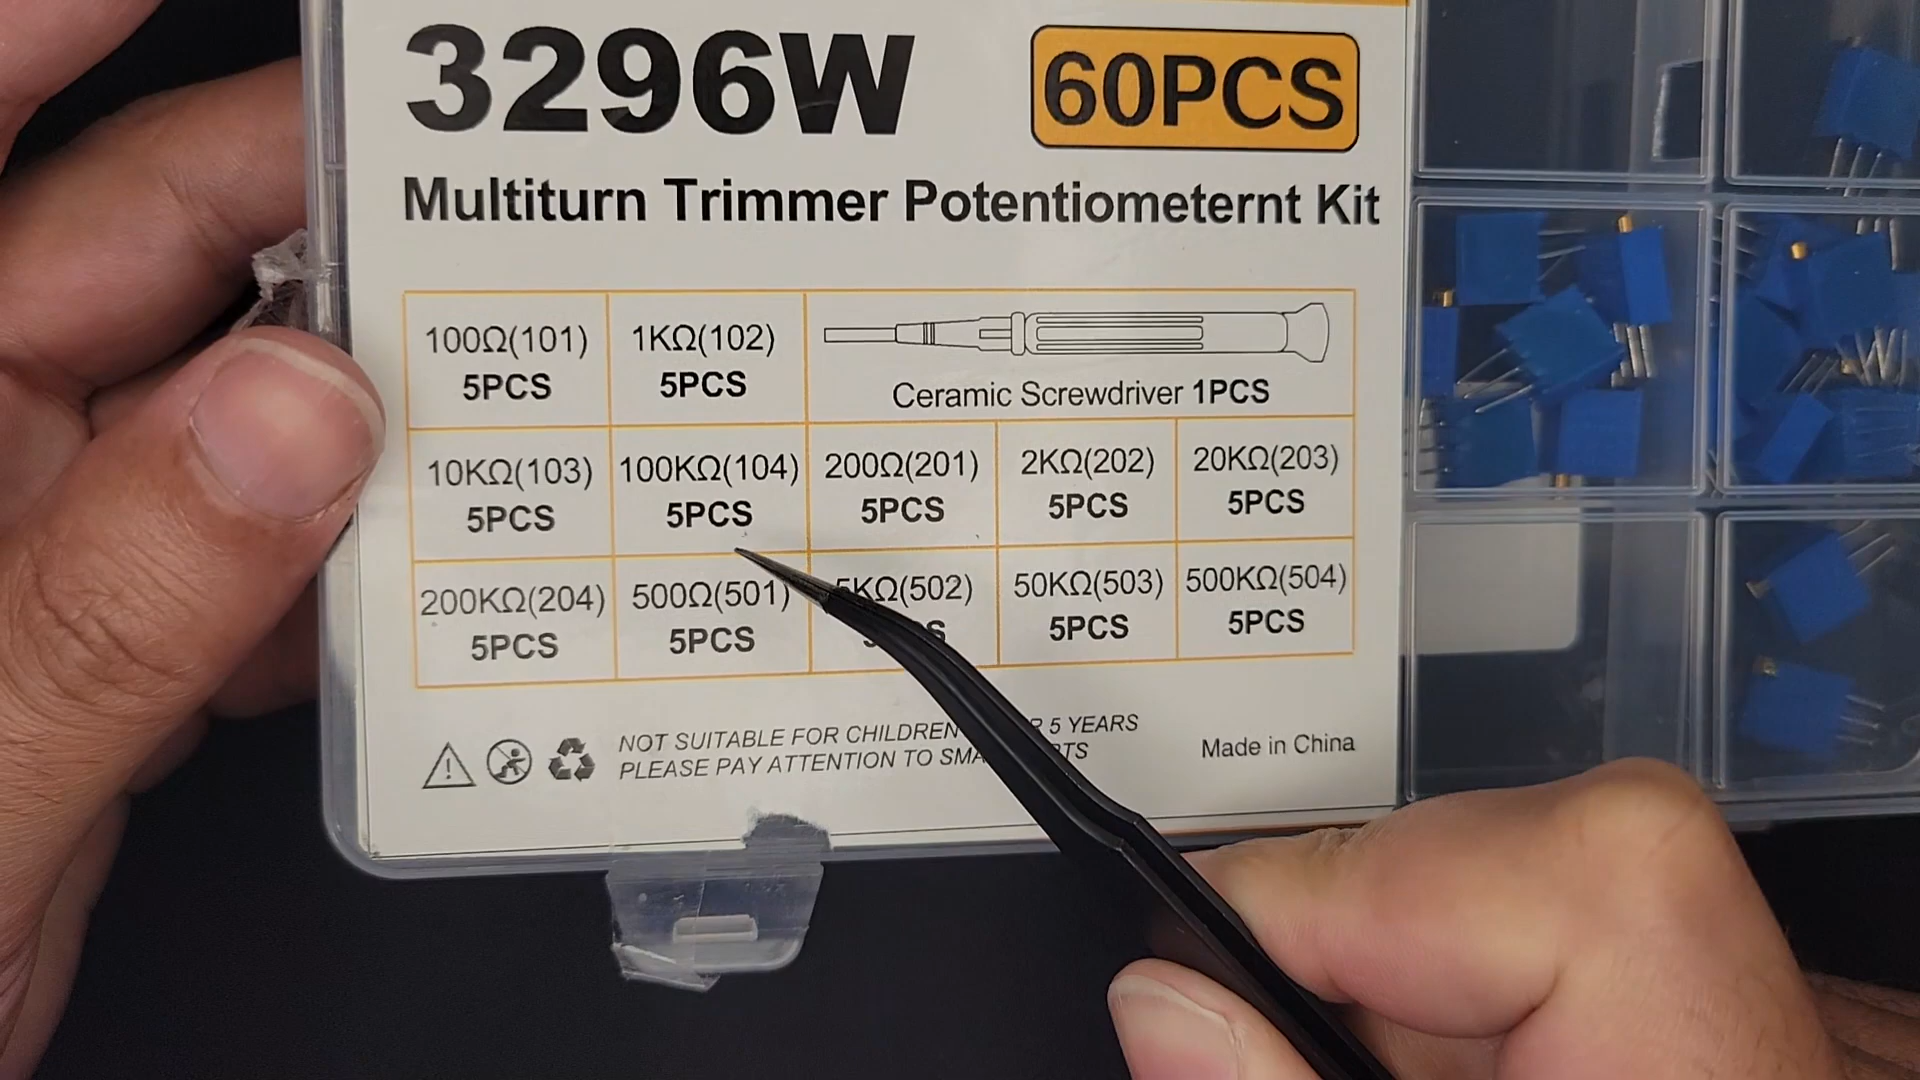 3296W
60PCS
Multiturn Trimmer Potentiometernt Kit
100Ω(101)
5PCS
1KΩ(102)
5PCS
Ceramic Screwdriver 1PCS
10KΩ(103)
5PCS
100KΩ(104)
5PCS
200Ω(201)
5PCS
2KΩ(202)
5PCS
20KΩ(203)
5PCS
200KΩ(204)
5PCS
500Ω(501)
5PCS
5KΩ(502)
50KΩ(503)
5PCS
500KΩ(504)
5PCS
NOT SUITABLE FOR CHILDREN 5 YEARS
PLEASE PAY ATTENTION TO
Made in China